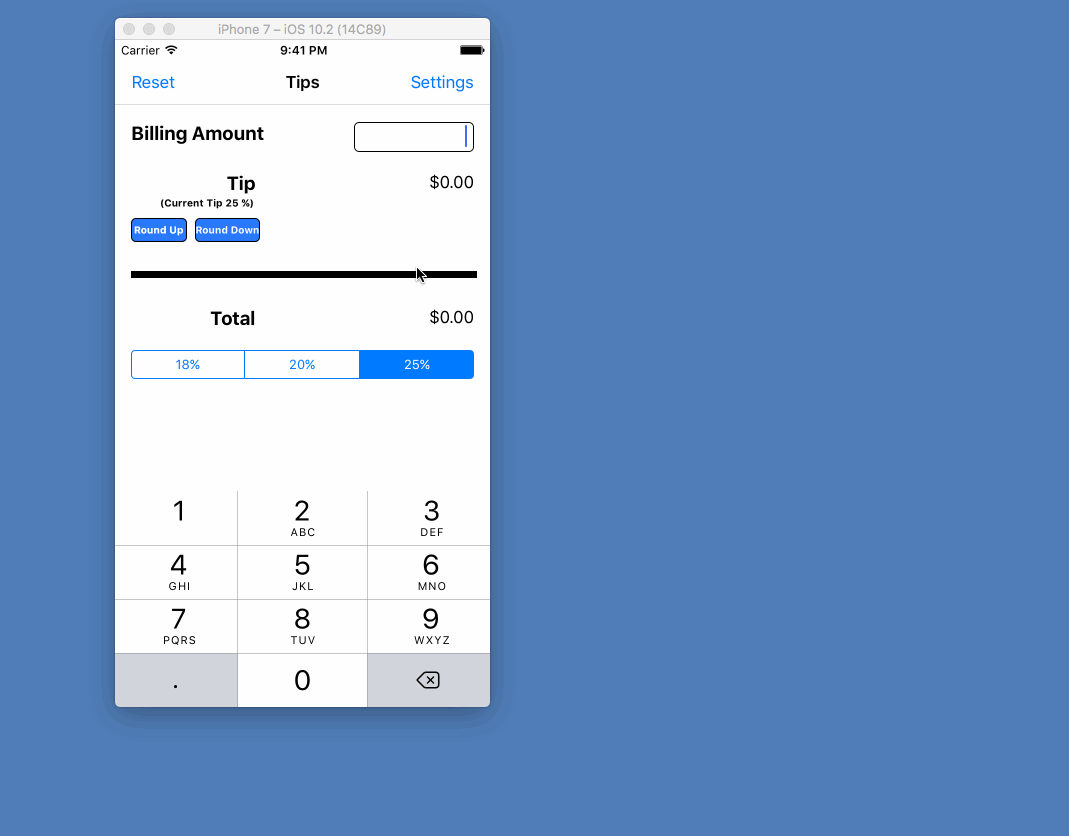 iPhone 7 – iOS 10.2 (14C89)
Carrier 9:41 PM
Reset Tips Settings
Billing Amount
Tip $0.00
(Current Tip 25 %)
Round Up Round Down
Total $0.00
18% 20% 25%
1 2 3
ABC DEF
4 5 6
GHI JKL MNO
7 8 9
PQRS TUV WXYZ
. 0